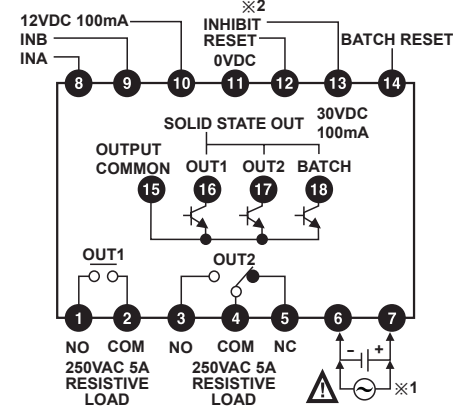 ※2
12VDC 100mA
INHIBIT
INB
RESET
BATCH RESET
INA
0VDC
8 9 10 11 12 13 14
30VDC
SOLID STATE OUT
100mA
OUTPUT
COMMON
OUT1 OUT2 BATCH
15 16 17 18
OUT1
OUT2
1 2 3 4 5 6 7
NO COM NO COM NC
- +
250VAC 5A
RESISTIVE
LOAD
250VAC 5A
RESISTIVE
LOAD
! ※1